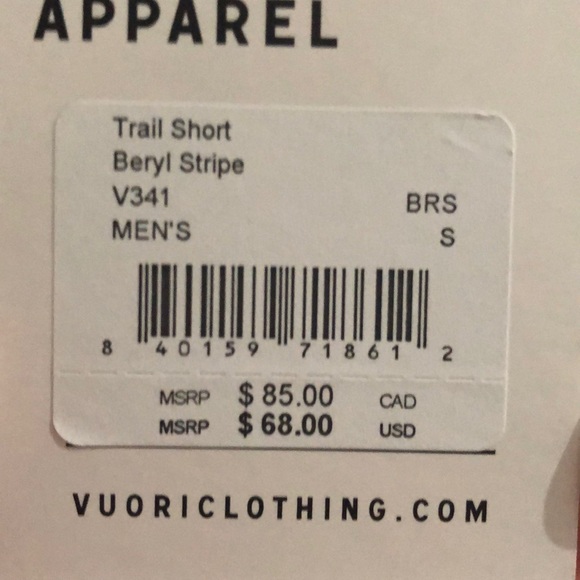 APPAREL
Trail Short
Beryl Stripe
V341 BRS
MEN'S S
8 40159 71861 2
MSRP $ 85.00 CAD
MSRP $ 68.00 USD
VUORICLOTHING.COM